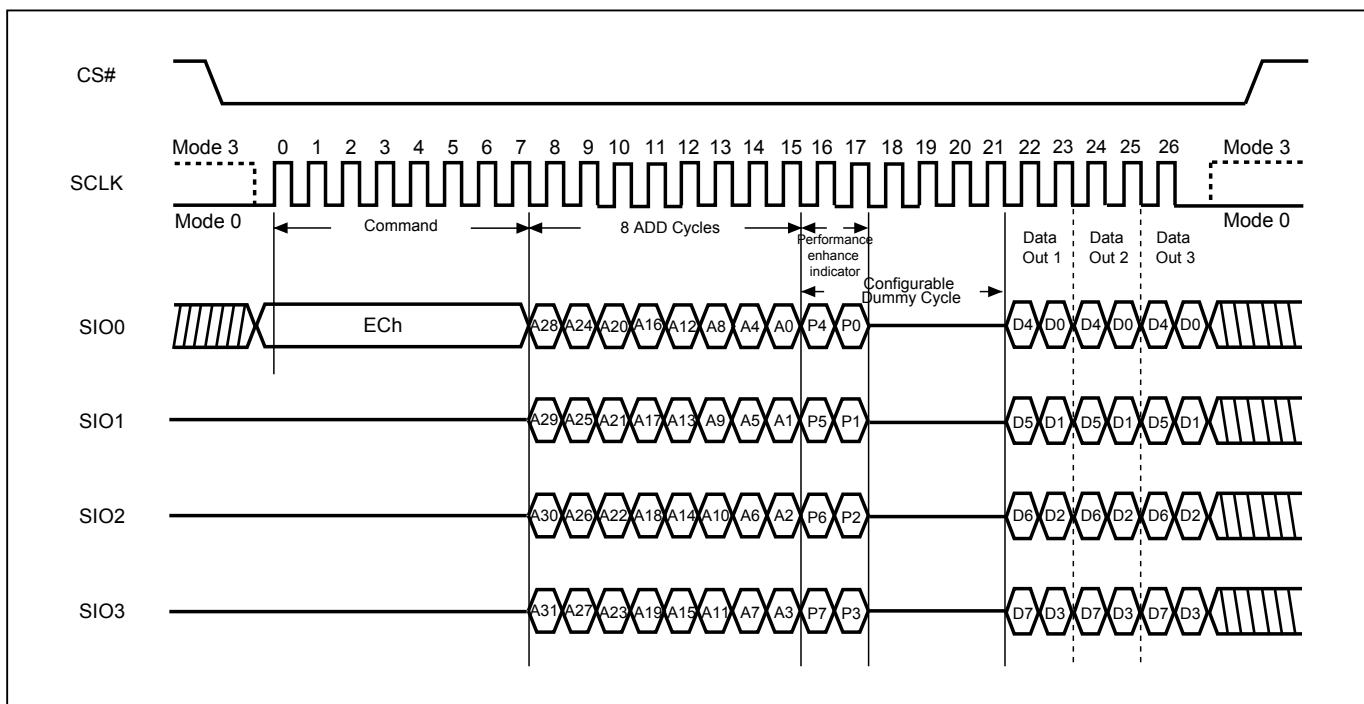 CS#
Mode 3 0 1 2 3 4 5 6 7 8 9 10 11 12 13 14 15 16 17 18 19 20 21 22 23 24 25 26 Mode 3
SCLK
Mode 0 Mode 0
Command 8 ADD Cycles Performance enhance indicator Data Out 1 Data Out 2 Data Out 3
Configurable Dummy Cycle
SIO0 ECh A28 A24 A20 A16 A12 A8 A4 A0 P4 P0 D4 D0 D4 D0 D4 D0
SIO1 A29 A25 A21 A17 A13 A9 A5 A1 P5 P1 D5 D1 D5 D1 D5 D1
SIO2 A30 A26 A22 A18 A14 A10 A6 A2 P6 P2 D6 D2 D6 D2 D6 D2
SIO3 A31 A27 A23 A19 A15 A11 A7 A3 P7 P3 D7 D3 D7 D3 D7 D3